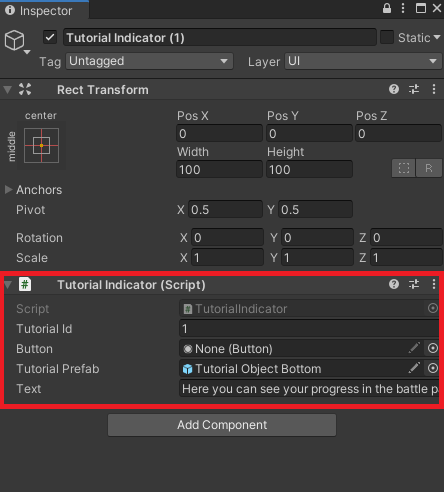 Inspector
Tutorial Indicator (1) Static
Tag Untagged Layer UI
Rect Transform
center
middle
Pos X Pos Y Pos Z
0 0 0
Width Height
100 100 R
Anchors
Pivot X 0.5 Y 0.5
Rotation X 0 Y 0 Z 0
Scale X 1 Y 1 Z 1
# Tutorial Indicator (Script)
Script # TutorialIndicator
Tutorial Id 1
Button None (Button)
Tutorial Prefab Tutorial Object Bottom
Text Here you can see your progress in the battle p
Add Component